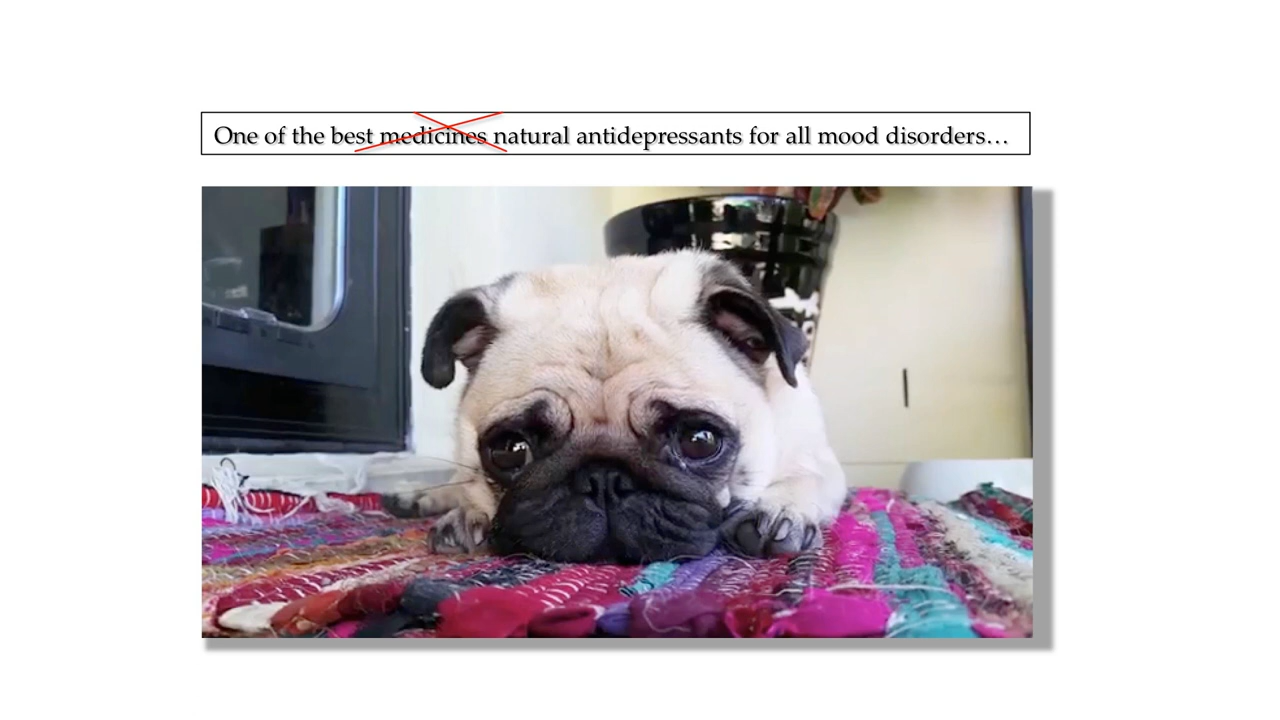 One of the best medicines natural antidepressants for all mood disorders…